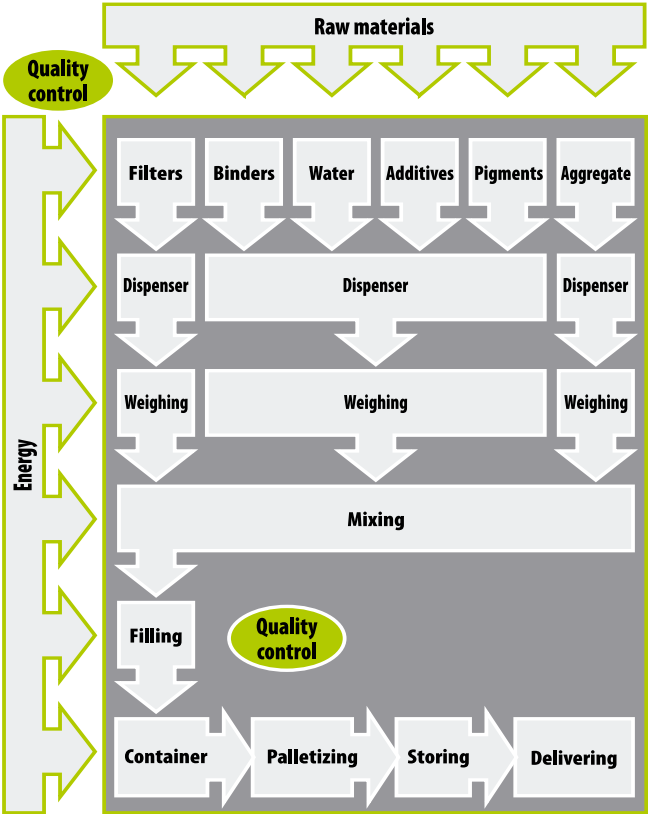 Raw materials
Quality
control
Filters
Binders
Water
Additives
Pigments
Aggregate
Dispenser
Dispenser
Dispenser
Weighing
Weighing
Weighing
Energy
Mixing
Filling
Quality
control
Container
Palletizing
Storing
Delivering